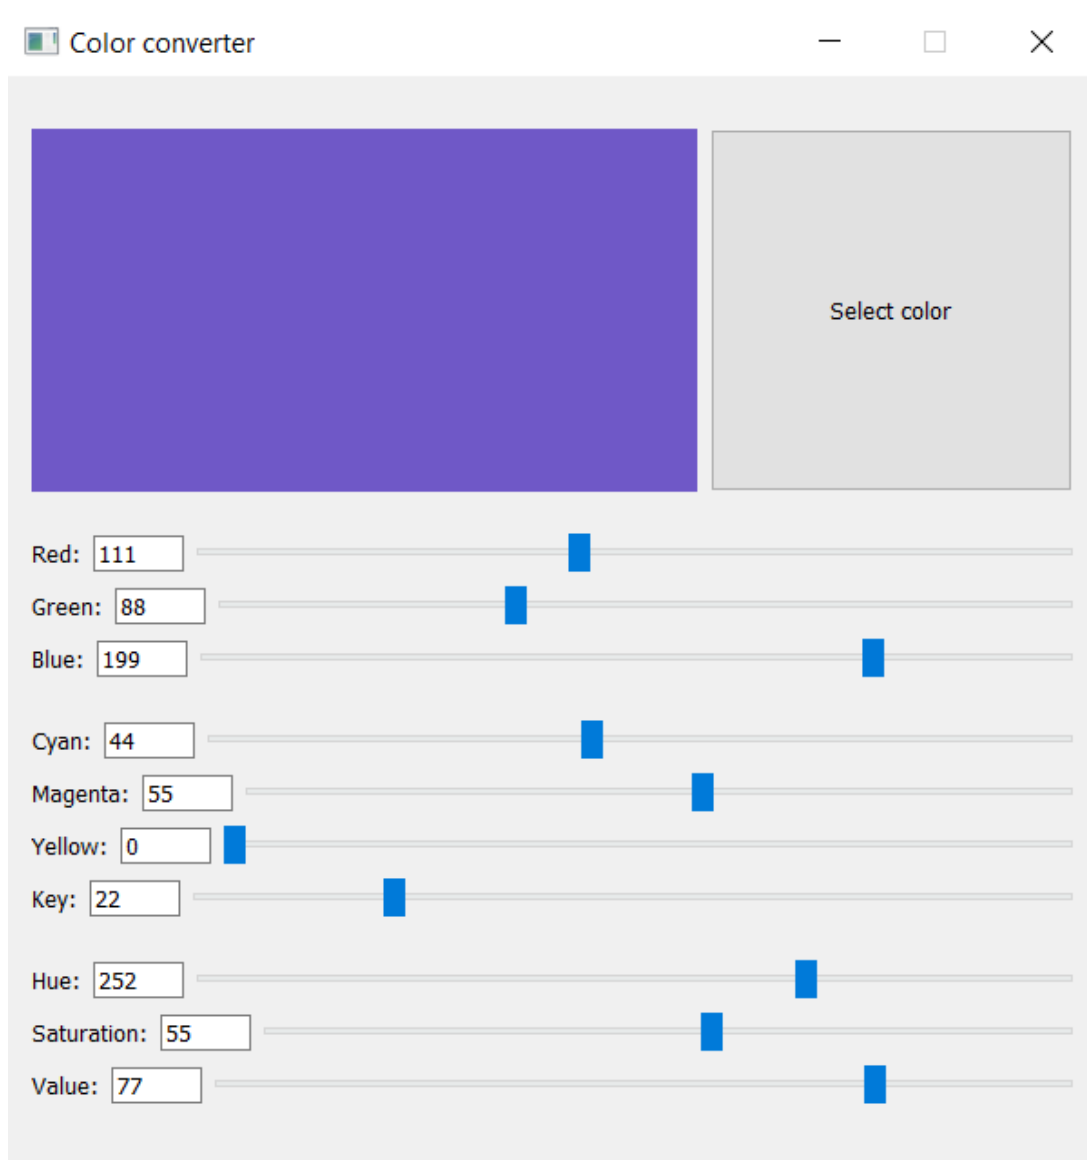 Color converter
Select color
Red: 111
Green: 88
Blue: 199
Cyan: 44
Magenta: 55
Yellow: 0
Key: 22
Hue: 252
Saturation: 55
Value: 77